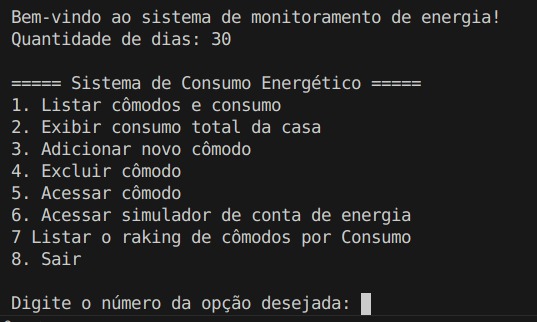 Bem-vindo ao sistema de monitoramento de energia!
Quantidade de dias: 30
===== Sistema de Consumo Energético =====
1. Listar cômodos e consumo
2. Exibir consumo total da casa
3. Adicionar novo cômodo
4. Excluir cômodo
5. Acessar cômodo
6. Acessar simulador de conta de energia
7 Listar o raking de cômodos por Consumo
8. Sair
Digite o número da opção desejada: